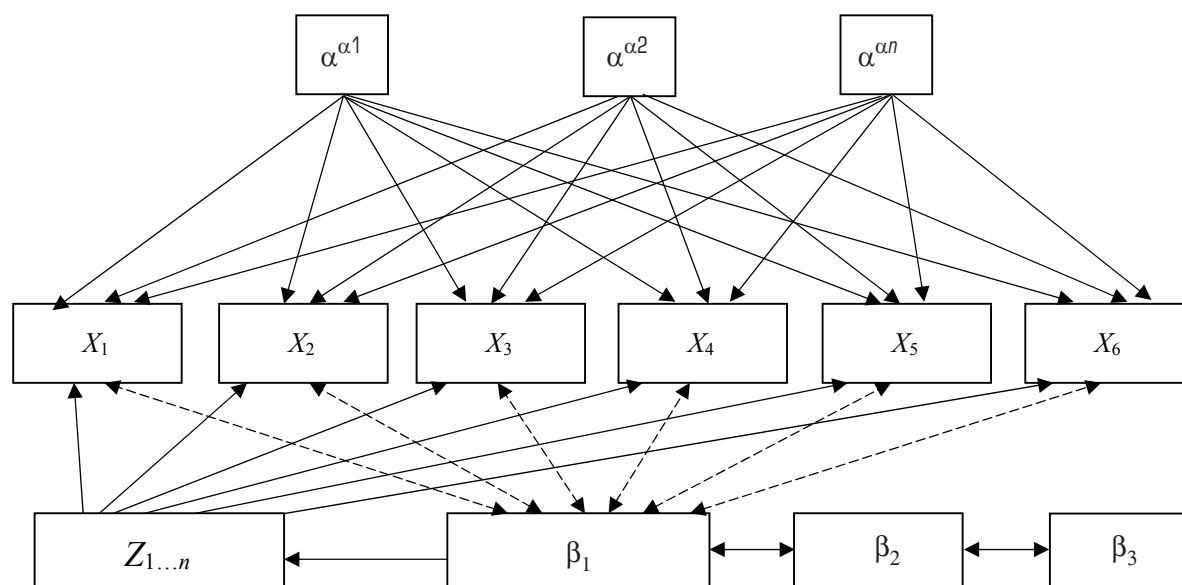 α^α1 α^α2 α^αn
X₁ X₂ X₃ X₄ X₅ X₆
Z₁…ₙ β₁ β₂ β₃